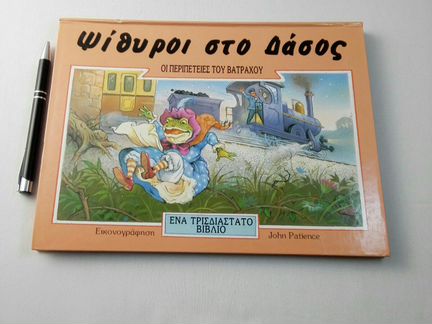 Ψίθυροι στο Δάσος
ΟΙ ΠΕΡΙΠΕΤΕΙΕΣ ΤΟΥ ΒΑΤΡΑΧΟΥ
ΕΝΑ ΤΡΙΣΔΙΑΣΤΑΤΟ
ΒΙΒΛΙΟ
Εικονογράφηση John Patience